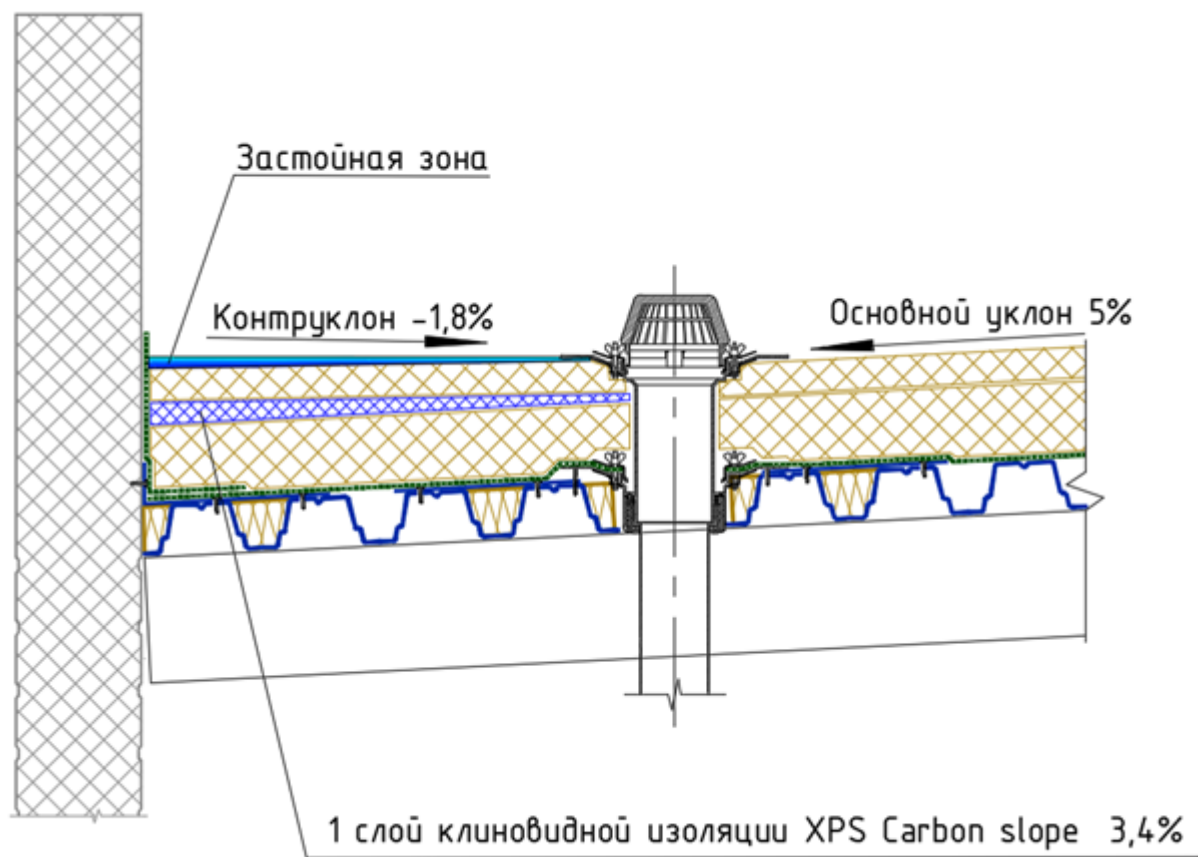 Застойная зона
Контруклон -1,8%
Основной уклон 5%
1 слой клиновидной изоляции XPS Carbon slope 3,4%